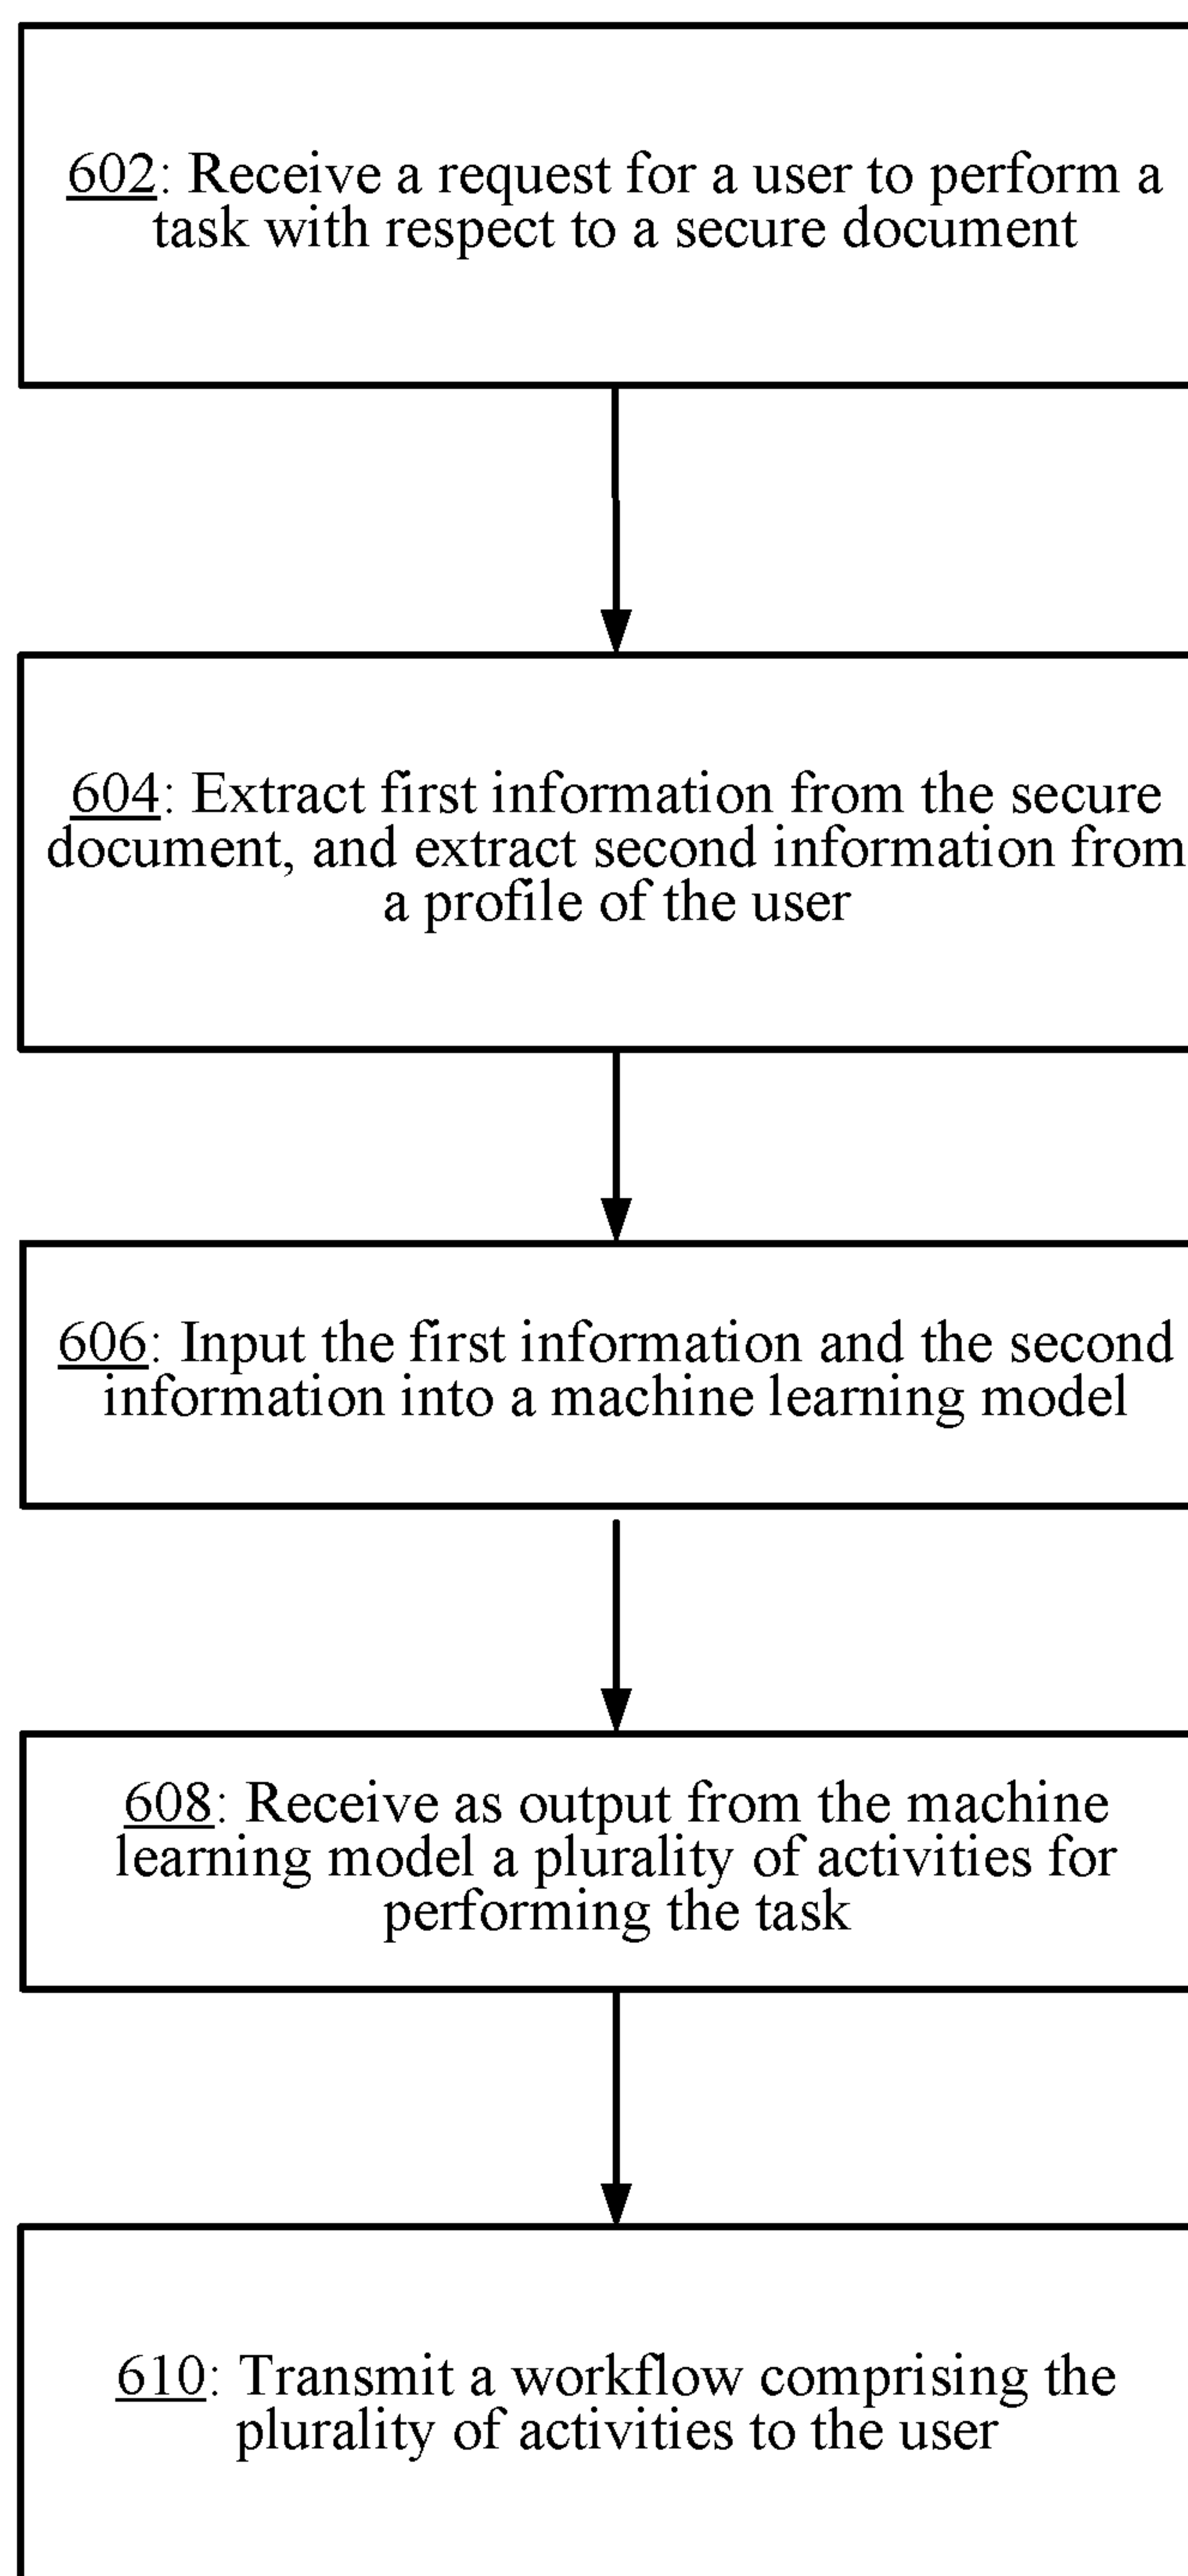 602: Receive a request for a user to perform a
task with respect to a secure document
604: Extract first information from the secure
document, and extract second information from
a profile of the user
606: Input the first information and the second
information into a machine learning model
608: Receive as output from the machine
learning model a plurality of activities for
performing the task
610: Transmit a workflow comprising the
plurality of activities to the user